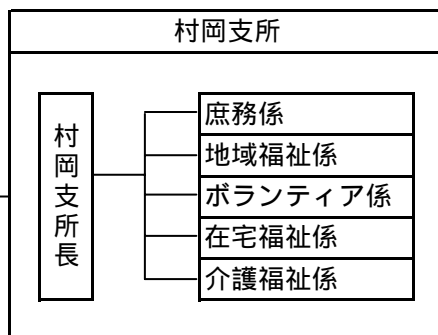 村岡支所
村岡支所長
庶務係
地域福祉係
ボランティア係
在宅福祉係
介護福祉係